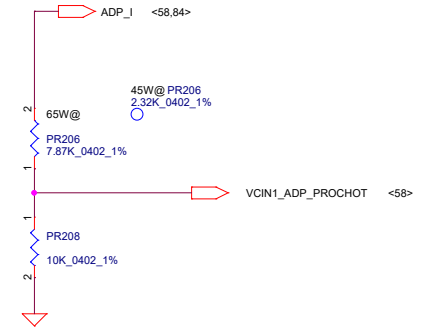 ADP_I <58,84>
45W@ PR206
2.32K_0402_1%
2
65W@
PR206
7.87K_0402_1%
1
VCIN1_ADP_PROCHOT <58>
1
PR208
10K_0402_1%
2